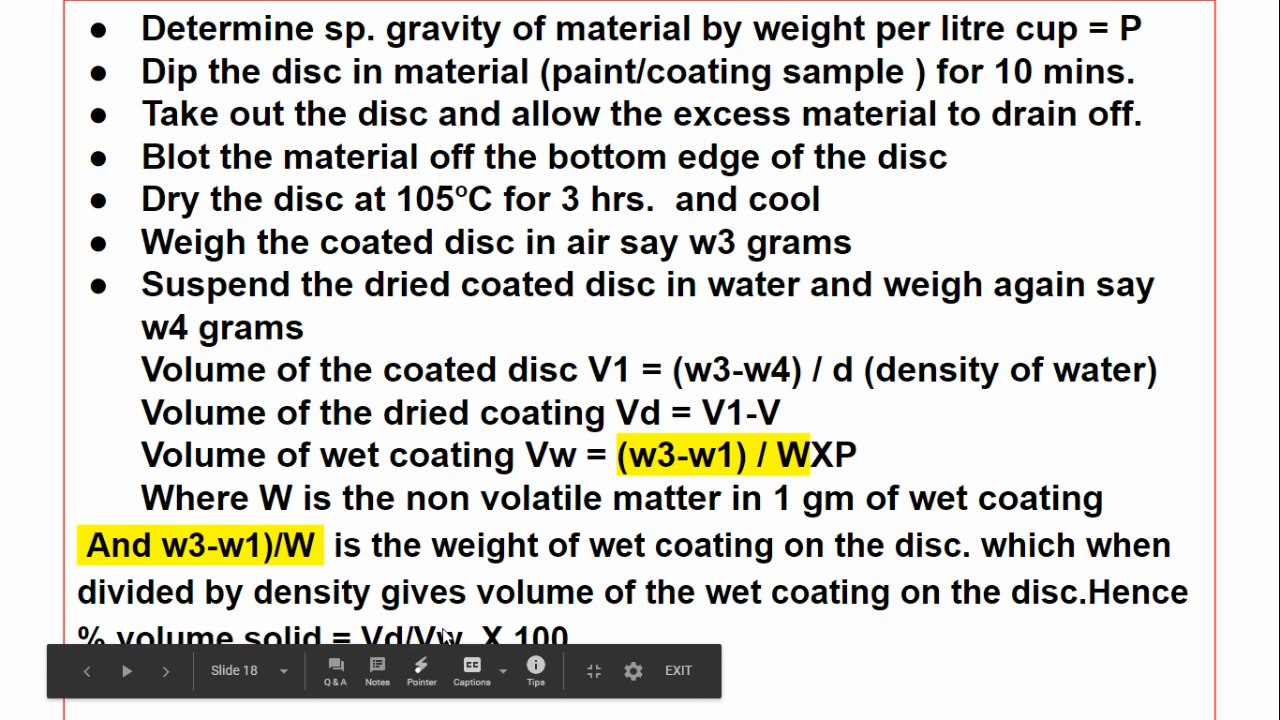 ● Determine sp. gravity of material by weight per litre cup = P
● Dip the disc in material (paint/coating sample ) for 10 mins.
● Take out the disc and allow the excess material to drain off.
● Blot the material off the bottom edge of the disc
● Dry the disc at 105ºC for 3 hrs.  and cool
● Weigh the coated disc in air say w3 grams
● Suspend the dried coated disc in water and weigh again say
w4 grams
Volume of the coated disc V1 = (w3-w4) / d (density of water)
Volume of the dried coating Vd = V1-V
Volume of wet coating Vw = (w3-w1) / WXP
Where W is the non volatile matter in 1 gm of wet coating
And w3-w1)/W is the weight of wet coating on the disc. which when
divided by density gives volume of the wet coating on the disc.Hence
% volume solid = Vd/Vw X 100
Slide 18
Q & A Notes Pointer Captions Tips
EXIT